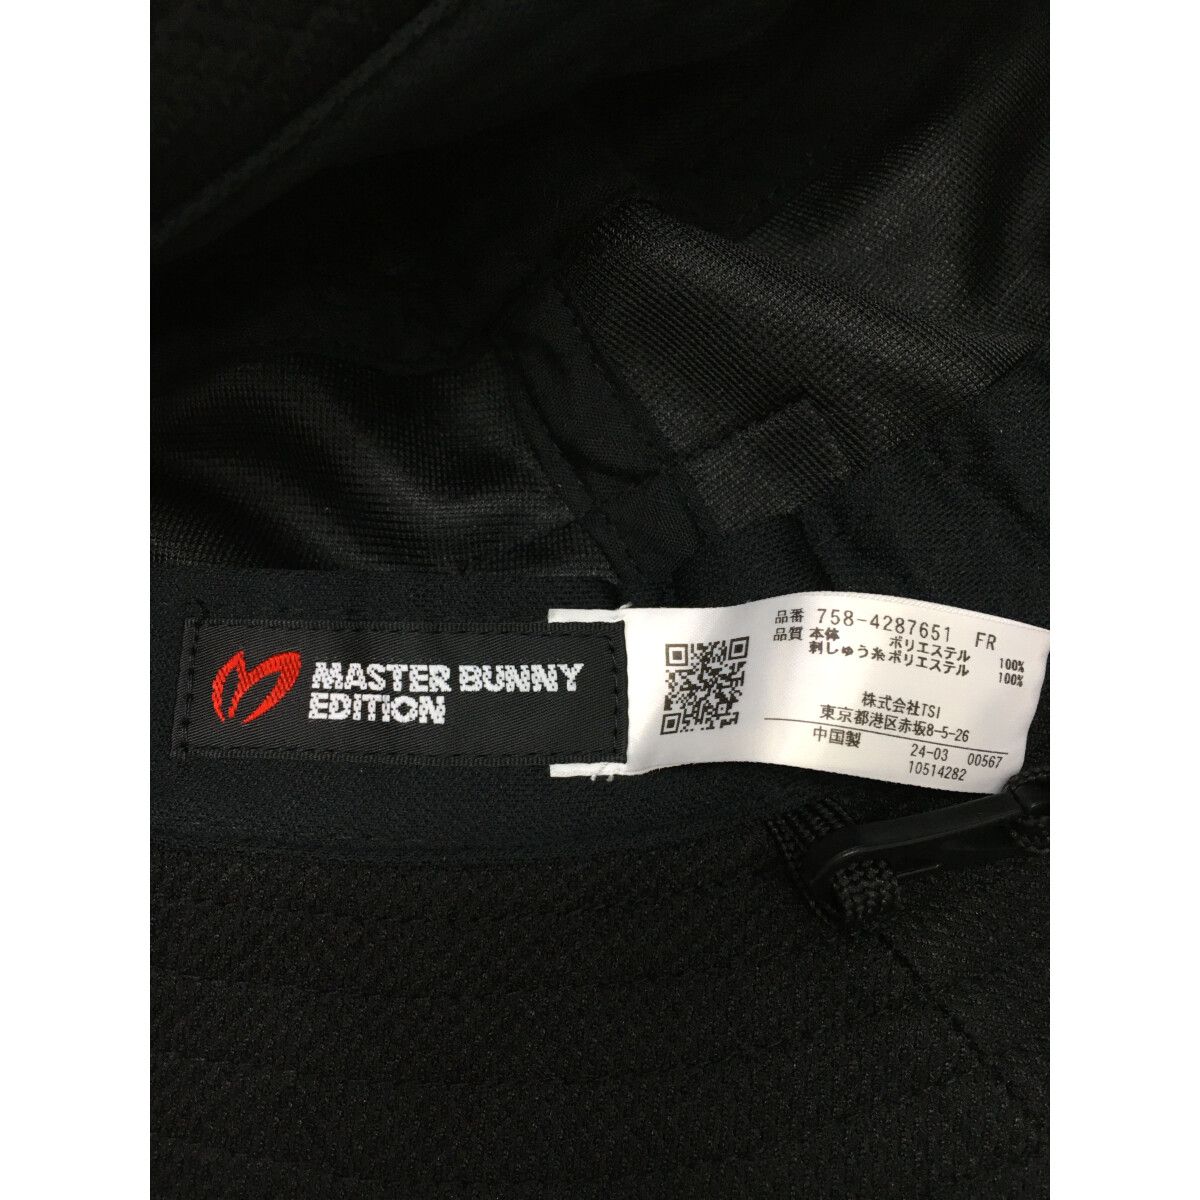 MASTER BUNNY
EDITION
品番 758-4287651 FR
品質 本体 ポリエステル 100%
刺しゅう糸 ポリエステル 100%
株式会社TSI
東京都港区赤坂8-5-26
中国製 24-03 00567
10514282